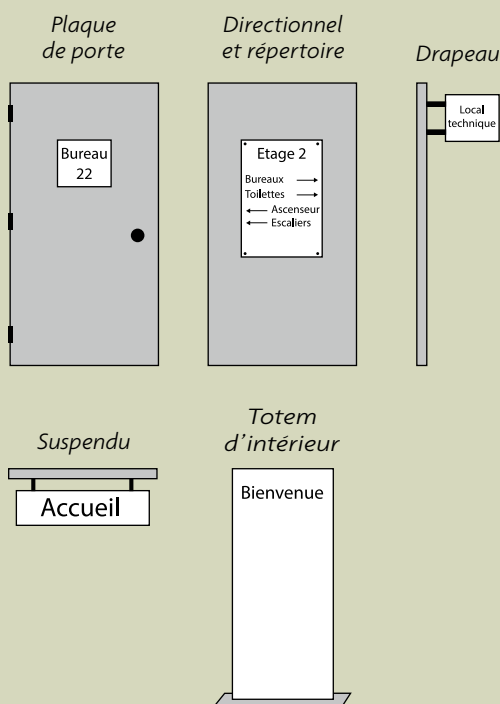 Plaque
de porte
Bureau
22
Directionnel
et répertoire
Etage 2
Bureaux
Toilettes
Ascenseur
Escaliers
Drapeau
Local
technique
Suspendu
Accueil
Totem
d'intérieur
Bienvenue